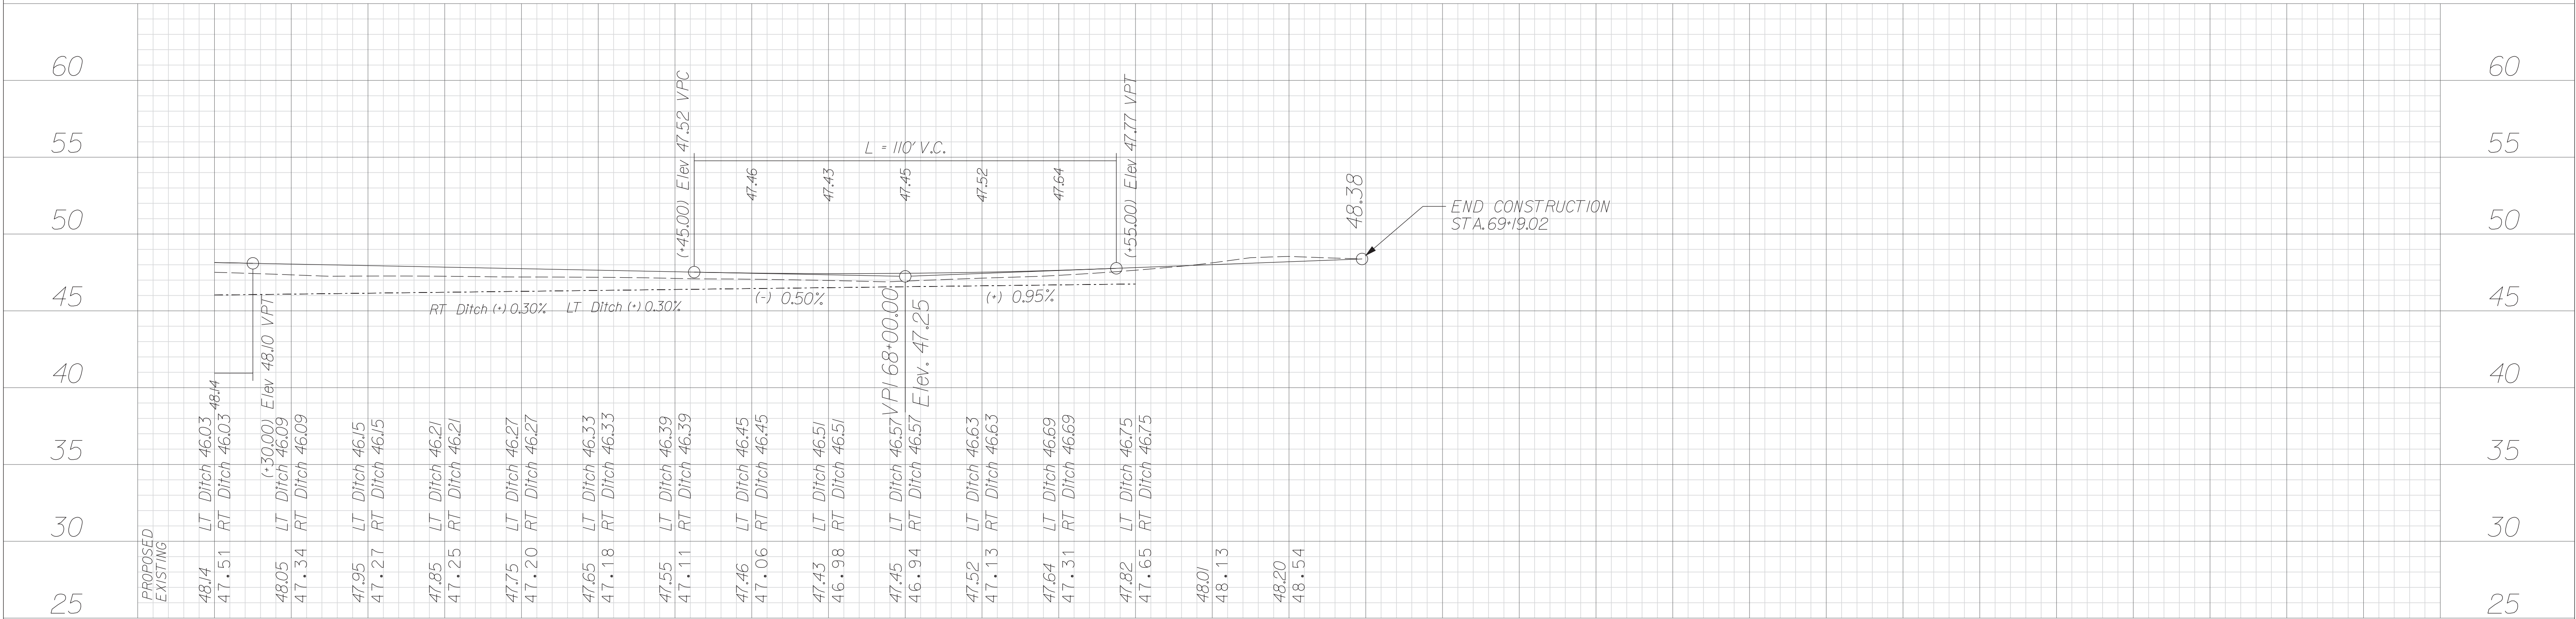 60
60
55
55
50
50
45
45
40
40
35
35
30
30
25
25
(+45.00) Elev 47.52 VPC
L = 110' V.C.
(+55.00) Elev 47.77 VPT
47.46
47.43
47.45
47.52
47.64
48.38
END CONSTRUCTION
STA.69+19.02
RT Ditch (+) 0.30%
LT Ditch (+) 0.30%
(-) 0.50%
(+) 0.95%
VPI 68+00.00
Elev. 47.25
(+30.00) Elev 48.10 VPT
48.14
PROPOSED
EXISTING
48.14 LT Ditch 46.03
47.51 RT Ditch 46.03
48.05 LT Ditch 46.09
47.34 RT Ditch 46.09
47.95 LT Ditch 46.15
47.27 RT Ditch 46.15
47.85 LT Ditch 46.21
47.25 RT Ditch 46.21
47.75 LT Ditch 46.27
47.20 RT Ditch 46.27
47.65 LT Ditch 46.33
47.18 RT Ditch 46.33
47.55 LT Ditch 46.39
47.11 RT Ditch 46.39
47.46 LT Ditch 46.45
47.06 RT Ditch 46.45
47.43 LT Ditch 46.51
46.98 RT Ditch 46.51
47.45 LT Ditch 46.57
46.94 RT Ditch 46.57
47.52 LT Ditch 46.63
47.13 RT Ditch 46.63
47.64 LT Ditch 46.69
47.31 RT Ditch 46.69
47.82 LT Ditch 46.75
47.65 RT Ditch 46.75
48.01
48.13
48.20
48.54